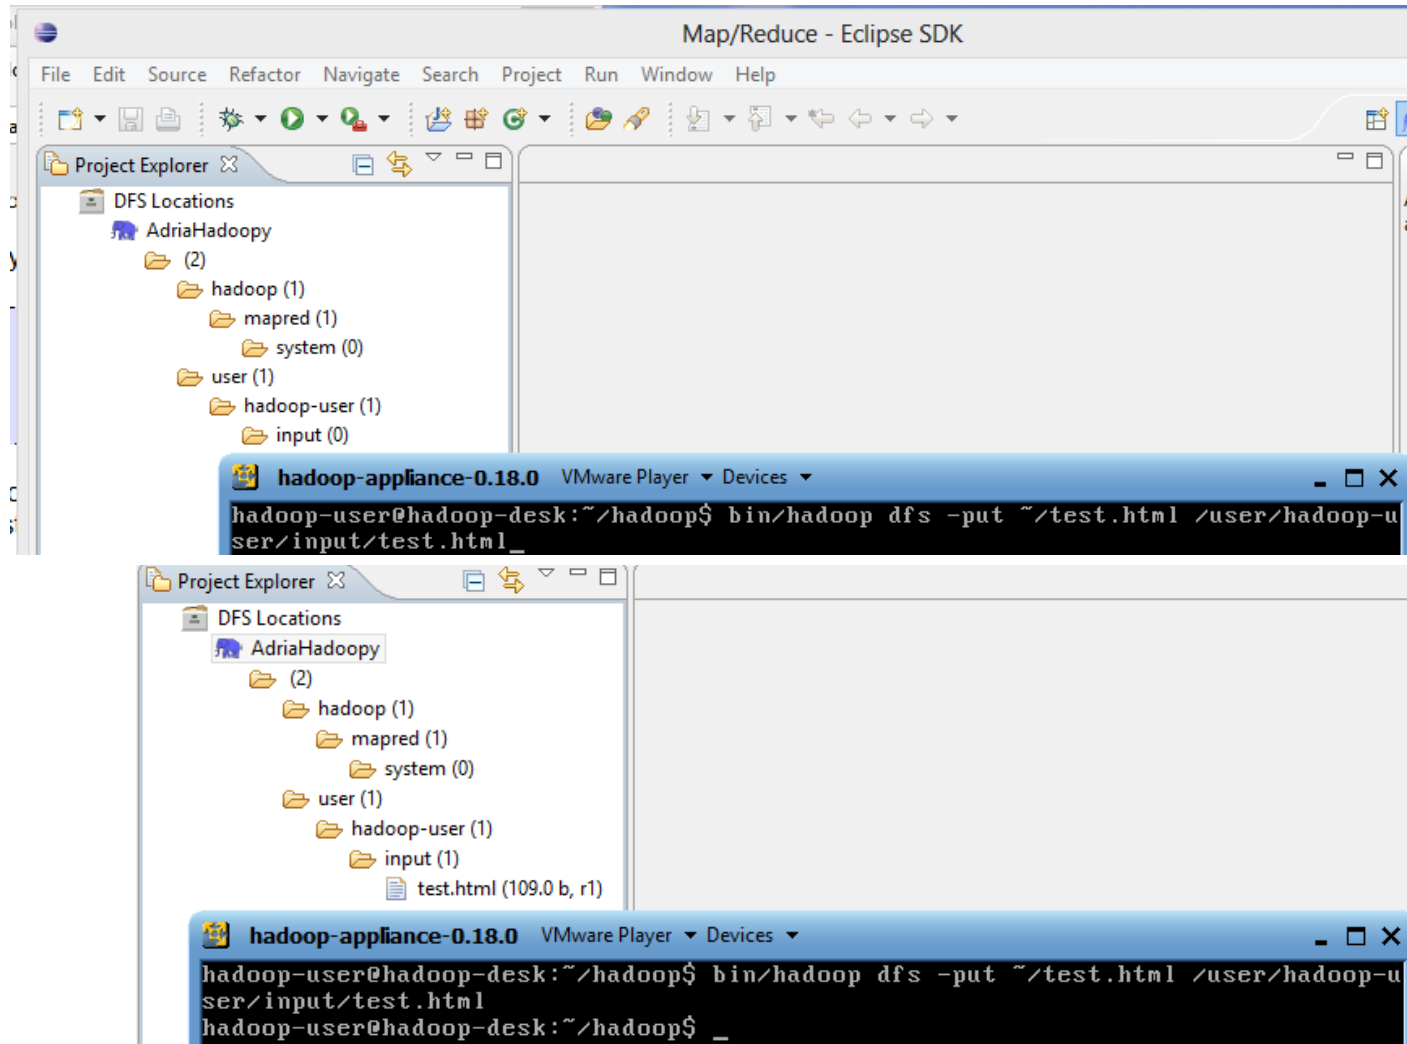 Map/Reduce - Eclipse SDK
File Edit Source Refactor Navigate Search Project Run Window Help
Project Explorer
DFS Locations
AdriaHadoopy
(2)
hadoop (1)
mapred (1)
system (0)
user (1)
hadoop-user (1)
input (0)
hadoop-appliance-0.18.0 VMware Player Devices
hadoop-user@hadoop-desk:~/hadoop$ bin/hadoop dfs -put ~/test.html /user/hadoop-u
ser/input/test.html_
Project Explorer
DFS Locations
AdriaHadoopy
(2)
hadoop (1)
mapred (1)
system (0)
user (1)
hadoop-user (1)
input (1)
test.html (109.0 b, r1)
hadoop-appliance-0.18.0 VMware Player Devices
hadoop-user@hadoop-desk:~/hadoop$ bin/hadoop dfs -put ~/test.html /user/hadoop-u
ser/input/test.html
hadoop-user@hadoop-desk:~/hadoop$ _